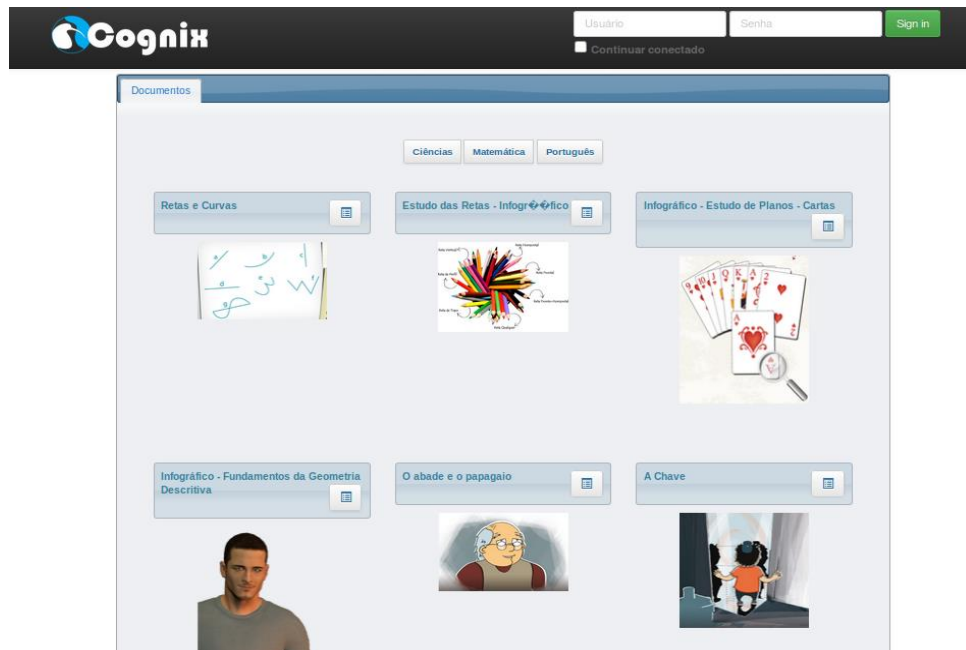 Cognix
Usuário
Senha
Sign in
Continuar conectado
Documentos
Ciências
Matemática
Português
Retas e Curvas
Estudo das Retas - Infogr��fico
Infográfico - Estudo de Planos - Cartas
Infográfico - Fundamentos da Geometria
Descritiva
O abade e o papagaio
A Chave